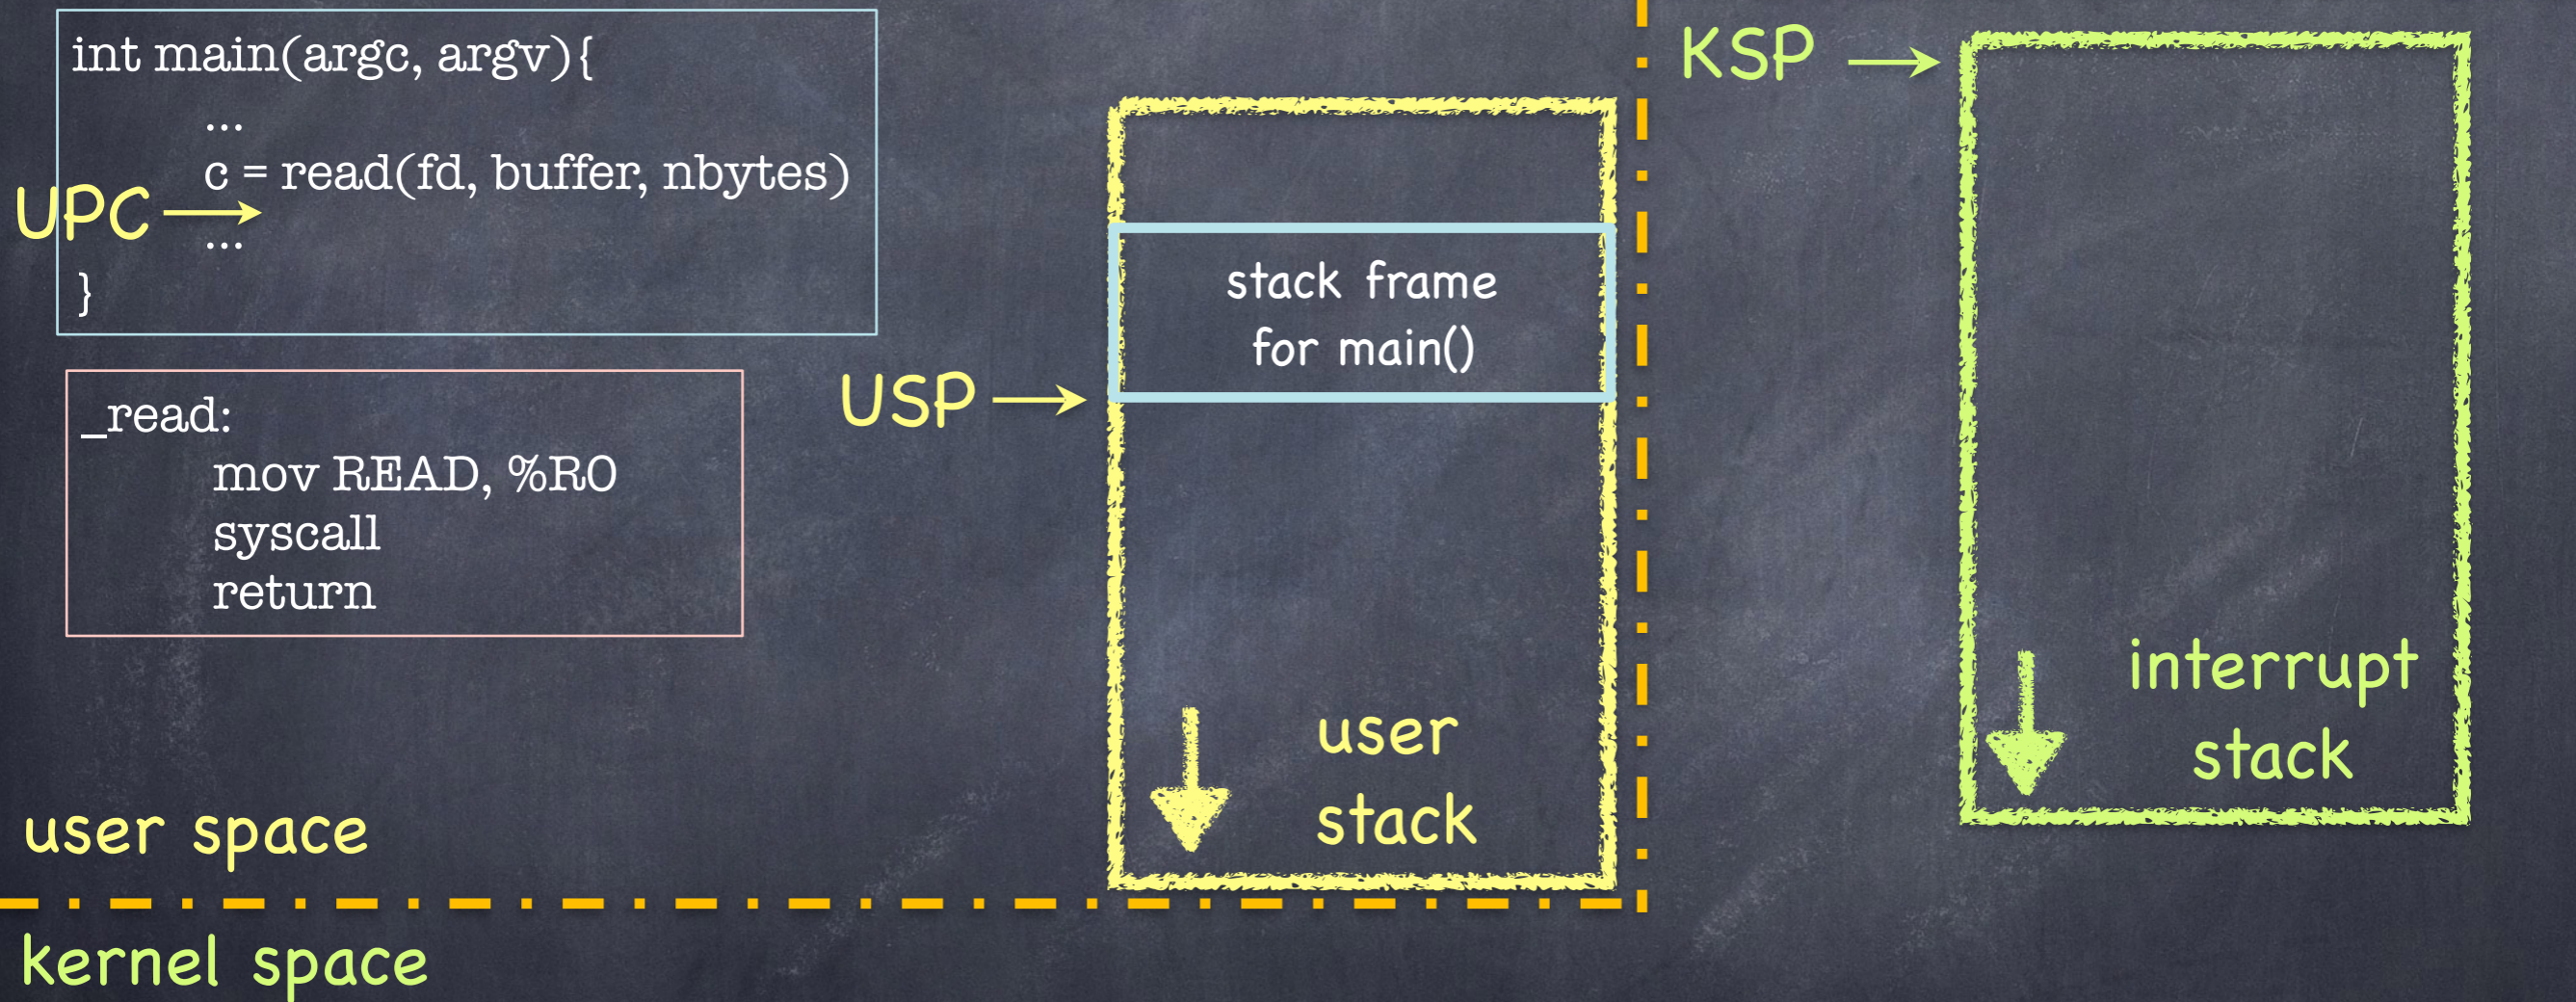 int main(argc, argv){
...
c = read(fd, buffer, nbytes)
UPC
...
}
_read:
mov READ, %R0
syscall
return
user space
kernel space
USP
stack frame
for main()
user
stack
KSP
interrupt
stack